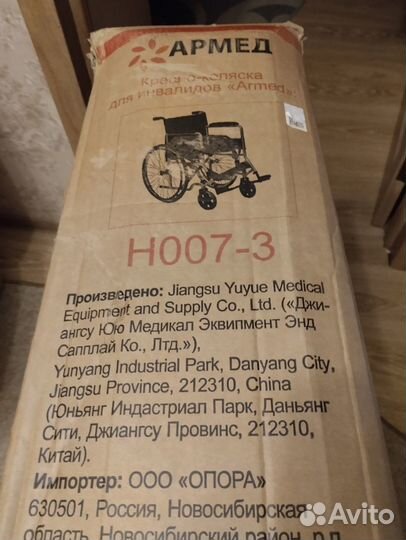 АРМЕД
Кресло-коляска
для инвалидов «Armed»:
H007-3
Произведено: Jiangsu Yuyue Medical
Equipment and Supply Co., Ltd. («Джи-
ангсу Юю Медикал Эквипмент Энд
Сапплай Ко., Лтд.»),
Yunyang Industrial Park, Danyang City,
Jiangsu Province, 212310, China
(Юньянг Индастриал Парк, Даньянг
Сити, Джиангсу Провинс, 212310,
Китай).
Импортер: ООО «ОПОРА»
630501, Россия, Новосибирская
область, Новосибирский район, р.п.
Avito